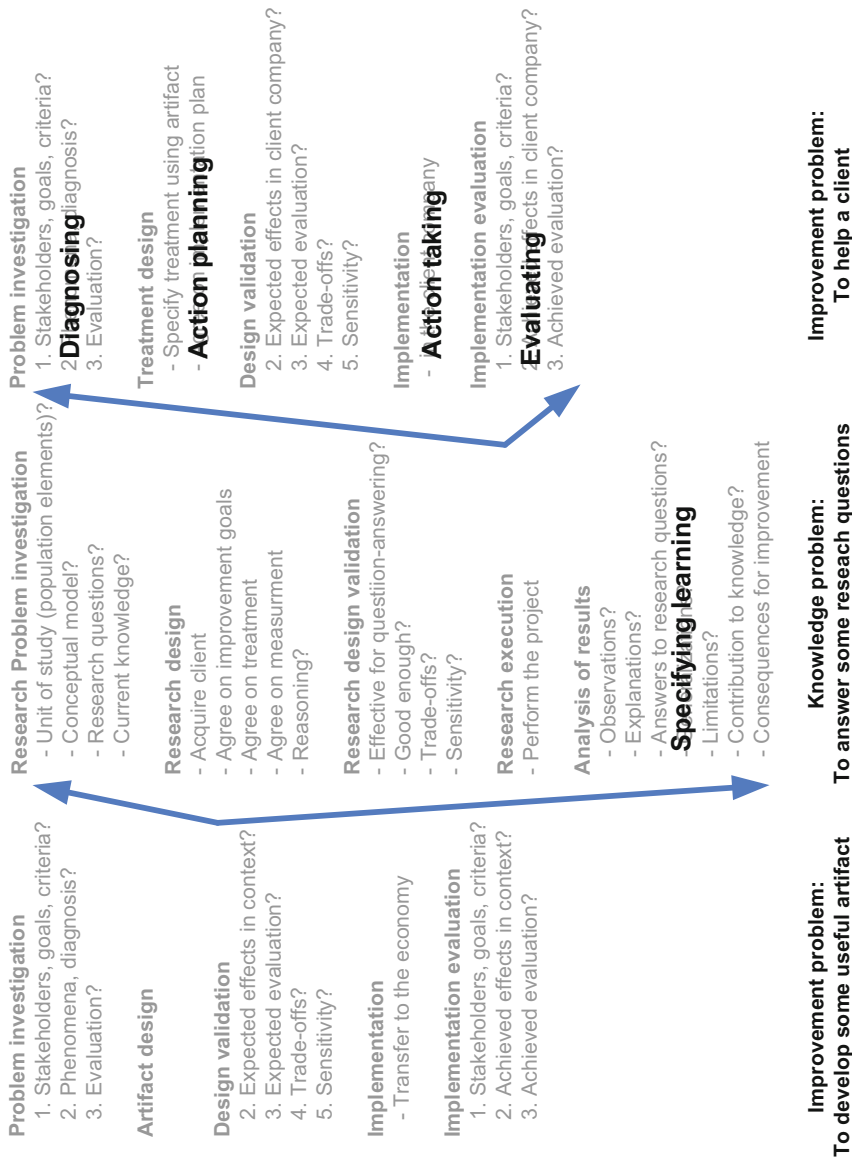 Problem investigation
1. Stakeholders, goals, criteria?
2. Phenomena, diagnosis?
3. Evaluation?
Artifact design
Design validation
2. Expected effects in context?
3. Expected evaluation?
4. Trade-offs?
5. Sensitivity?
Implementation
- Transfer to the economy
Implementation evaluation
1. Stakeholders, goals, criteria?
2. Achieved effects in context?
3. Achieved evaluation?
Improvement problem:
To develop some useful artifact
Research Problem investigation
- Unit of study (population elements)?
- Conceptual model?
- Research questions?
- Current knowledge?
Research design
- Acquire client
- Agree on improvement goals
- Agree on treatment
- Agree on measurment
- Reasoning?
Research design validation
- Effective for questiion-answering?
- Good enough?
- Trade-offs?
- Sensitivity?
Research execution
- Perform the project
Analysis of results
- Observations?
- Explanations?
- Answers to research questions?
Specifying learning
- Limitations?
- Contribution to knowledge?
- Consequences for improvement
Knowledge problem:
To answer some reseach questions
Problem investigation
1. Stakeholders, goals, criteria?
2. diagnosis?
Diagnosing
3. Evaluation?
Treatment design
- Specify treatment using artifact
- plan
Action planning
Design validation
2. Expected effects in client company?
3. Expected evaluation?
4. Trade-offs?
5. Sensitivity?
Implementation
-
Action taking
Implementation evaluation
1. Stakeholders, goals, criteria?
effects in client company?
Evaluating
3. Achieved evaluation?
Improvement problem:
To help a client